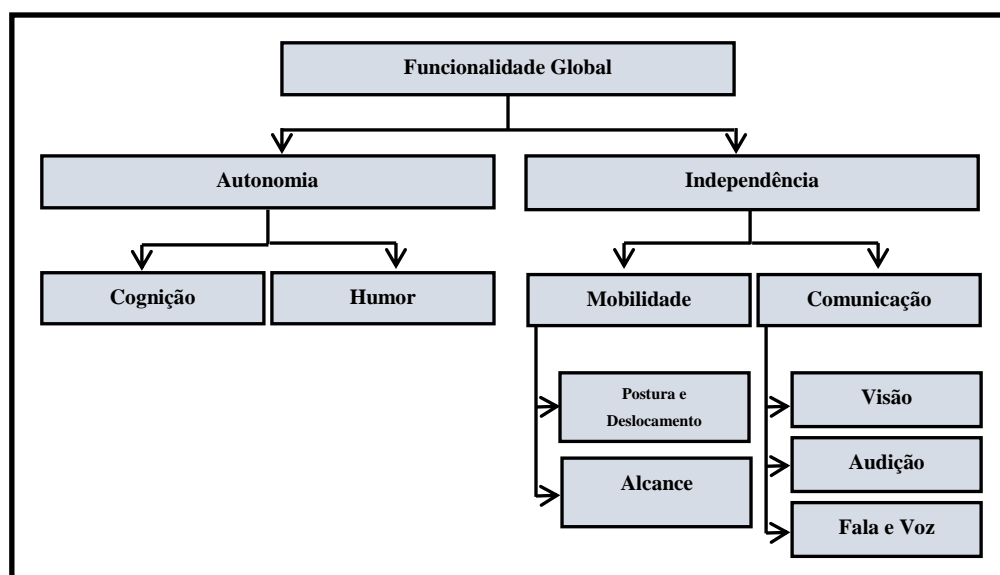 Funcionalidade Global
Autonomia
Independência
Cognição
Humor
Mobilidade
Comunicação
Postura e
Deslocamento
Alcance
Visão
Audição
Fala e Voz